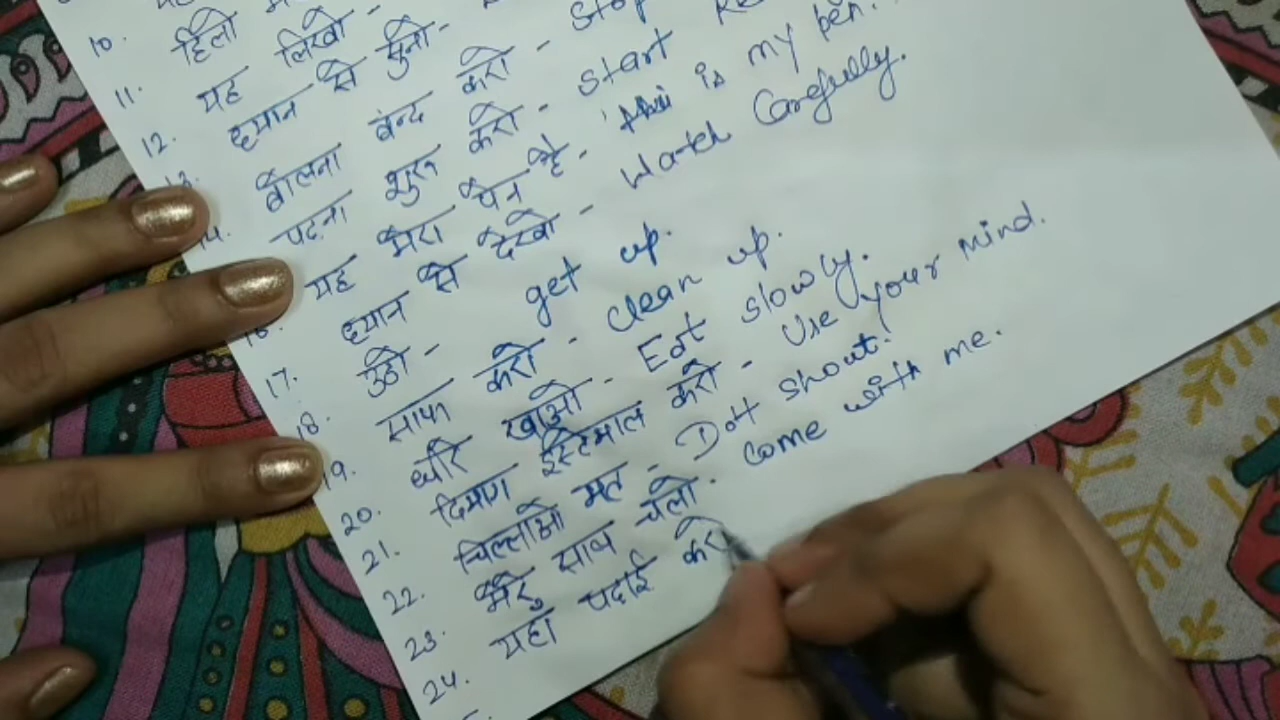 10. हिलो
11. यह लिखो -
12. ध्यान से सुनो -
13. बोलना बन्द करो - stop
14. पढ़ना शुरु करो - start
यह मेरा पेन है - is my pen.
16. ध्यान से देखो - watch carefully.
17. उठो - get up.
18. साफ करो - clean up.
19. धीरे खाओ - Eat slowly.
20. दिमाग इस्तेमाल करो - Use your mind.
21. चिल्लाओ मत - Don't shout.
22. मेरे साथ चलो. come with me.
23. यहाँ पढाई करो
24.